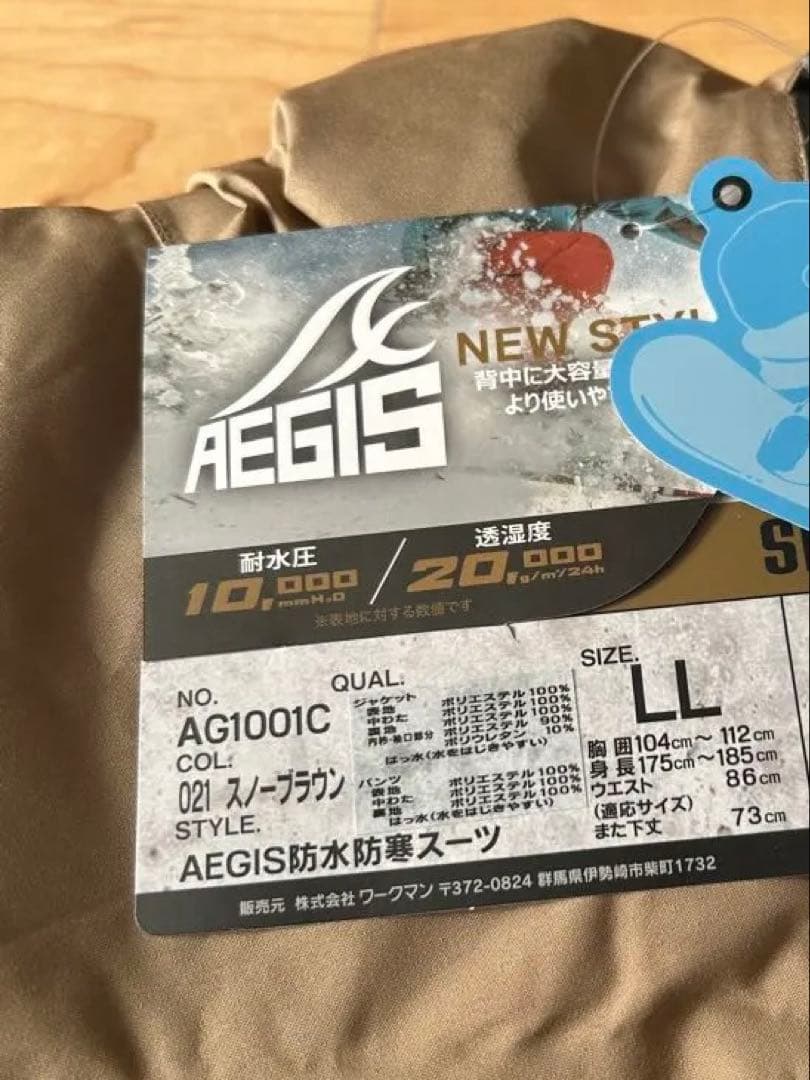 AEGIS
NEW STYL
背中に大容量
より使いや
耐水圧
10,000mmH₂O
透湿度
20,000g/m²/24h
※表地に対する数値です
NO.
AG1001C
COL.
021 スノーブラウン
STYLE.
AEGIS防水防寒スーツ
QUAL.
ジャケット
表地 ポリエステル100%
中わた ポリエステル100%
裏地 ポリエステル 90%
ポリウレタン 10%
はっ水(水をはじきやすい)
パンツ
表地 ポリエステル100%
中わた ポリエステル100%
裏地 ポリエステル100%
はっ水(水をはじきやすい)
SIZE.
LL
胸囲104cm～112cm
身長175cm～185cm
ウエスト 86cm
(適応サイズ)
また下丈 73cm
販売元 株式会社 ワークマン 〒372-0824 群馬県伊勢崎市柴町1732